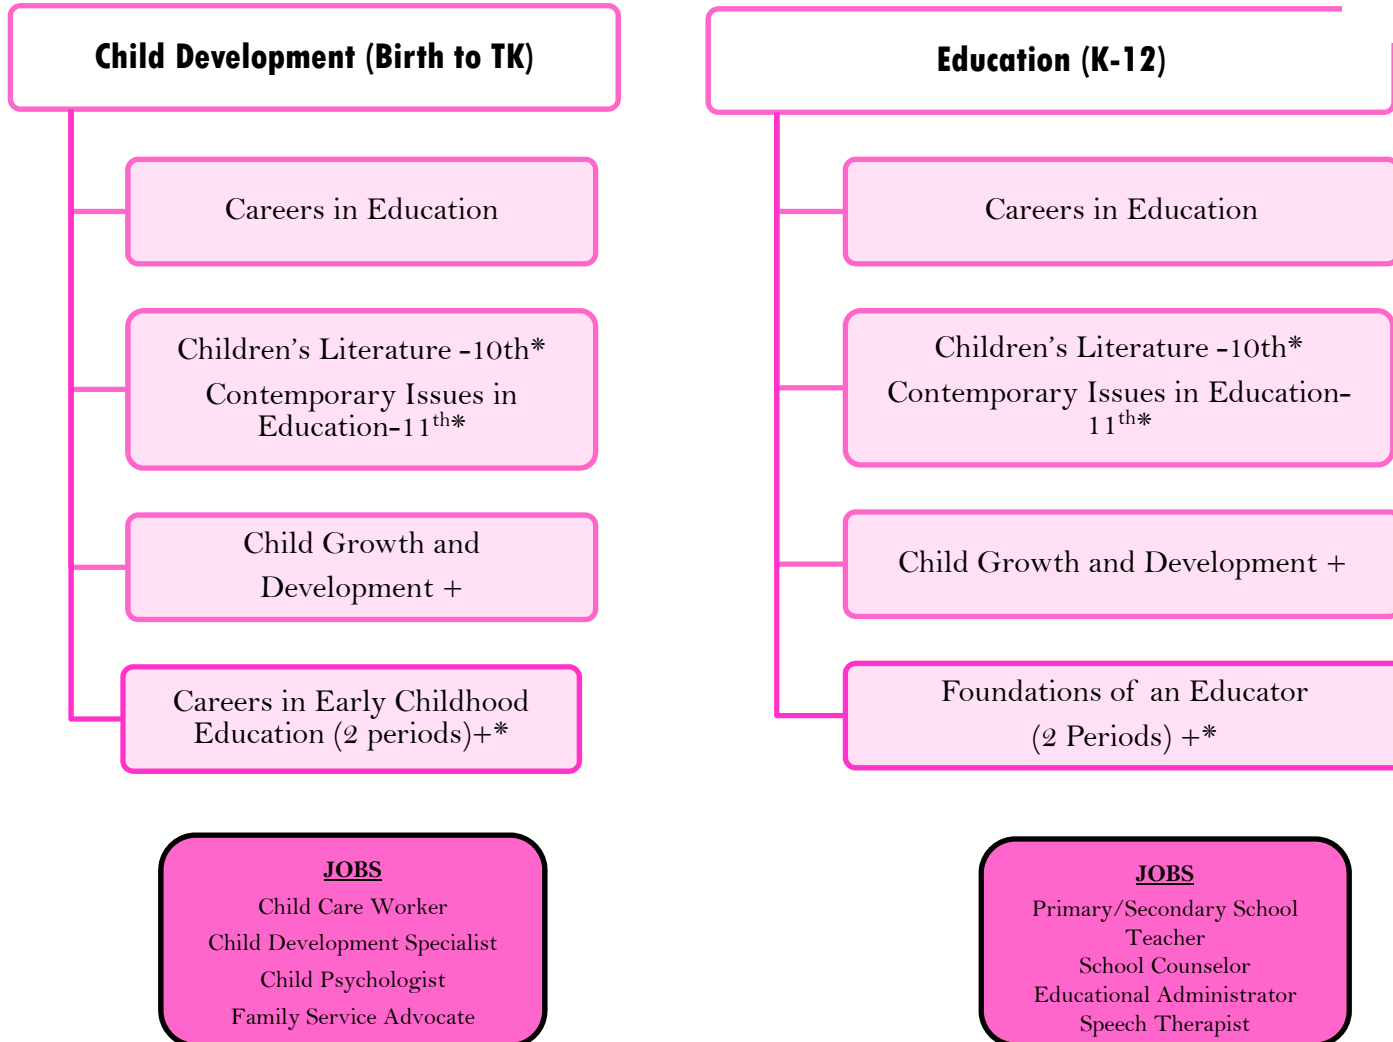 Child Development (Birth to TK)
Careers in Education
Children's Literature -10th*
Contemporary Issues in
Education-11th*
Child Growth and
Development +
Careers in Early Childhood
Education (2 periods)+*
JOBS
Child Care Worker
Child Development Specialist
Child Psychologist
Family Service Advocate
Education (K-12)
Careers in Education
Children's Literature -10th*
Contemporary Issues in Education-
11th*
Child Growth and Development +
Foundations of an Educator
(2 Periods) +*
JOBS
Primary/Secondary School
Teacher
School Counselor
Educational Administrator
Speech Therapist